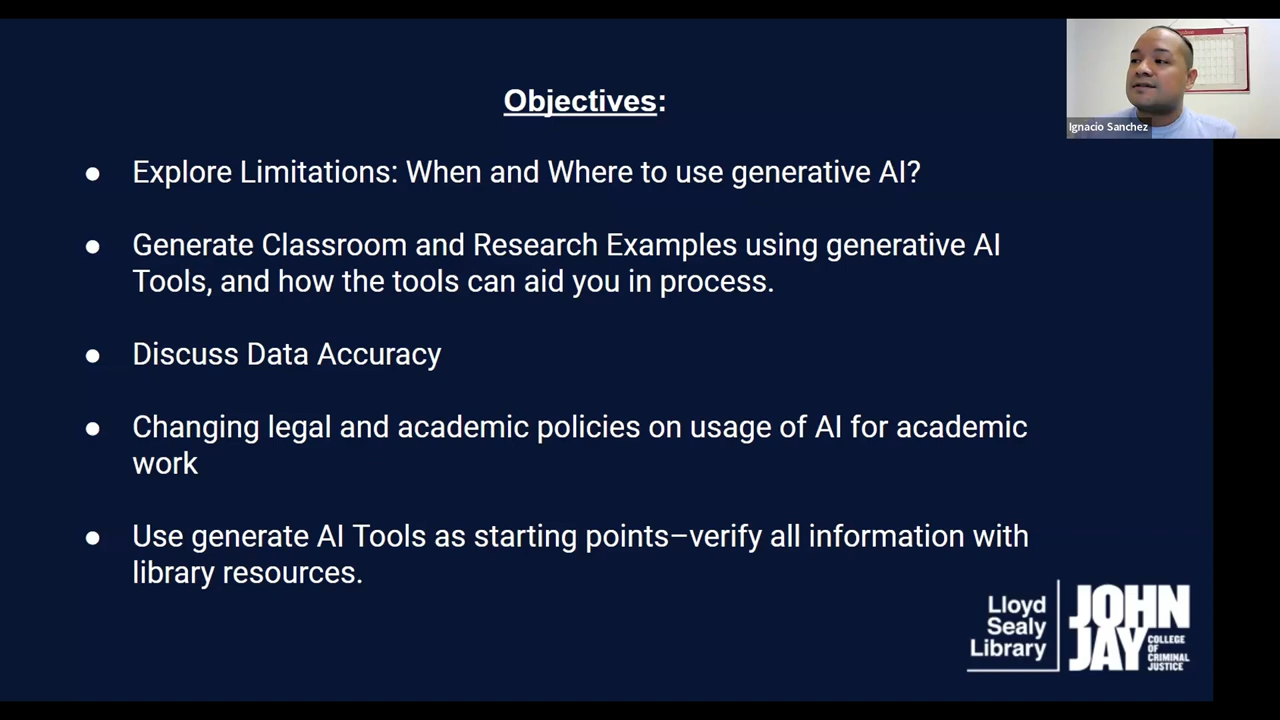 Objectives:
Ignacio Sanchez
● Explore Limitations: When and Where to use generative AI?
● Generate Classroom and Research Examples using generative AI
Tools, and how the tools can aid you in process.
● Discuss Data Accuracy
● Changing legal and academic policies on usage of AI for academic
work
● Use generate AI Tools as starting points–verify all information with
library resources.
Lloyd
Sealy
Library
JOHN
JAY
COLLEGE
OF
CRIMINAL
JUSTICE